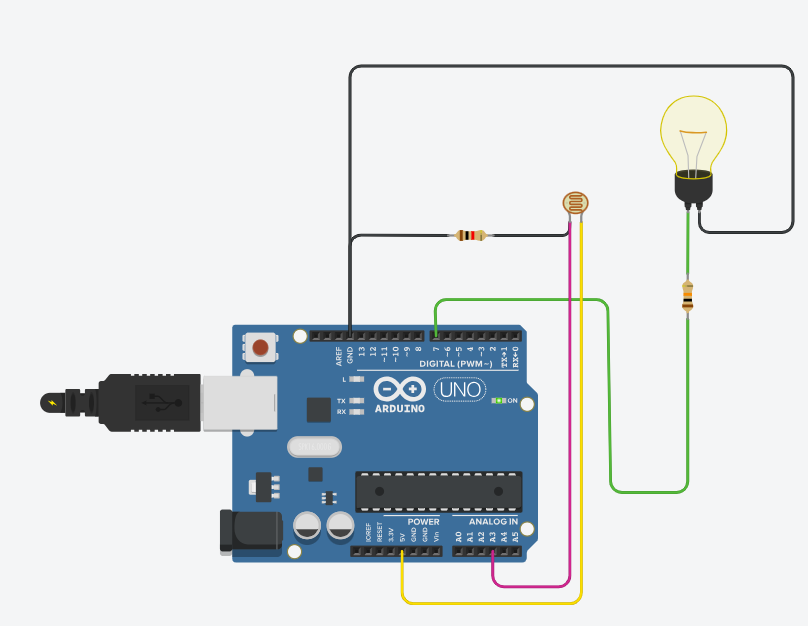 AREF
GND
13
12
~11
~10
~9
8
7
~6
~5
4
~3
2
TX→1
RX←0
DIGITAL (PWM~)
L
TX
RX
ARDUINO
UNO
ON
POWER
ANALOG IN
IOREF
RESET
3.3V
5V
GND
GND
Vin
A0
A1
A2
A3
A4
A5